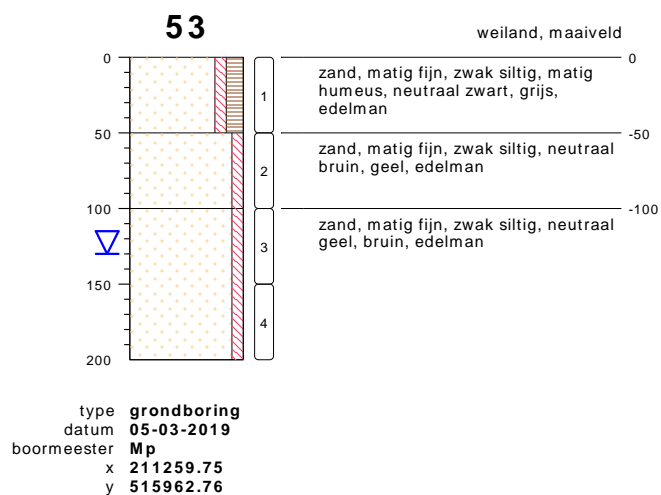 53
weiland, maaiveld
0
0
zand, matig fijn, zwak siltig, matig
humeus, neutraal zwart, grijs,
edelman
1
50
-50
zand, matig fijn, zwak siltig, neutraal
bruin, geel, edelman
2
100
-100
zand, matig fijn, zwak siltig, neutraal
geel, bruin, edelman
3
150
4
200
type grondboring
datum 05-03-2019
boormeester Mp
x 211259.75
y 515962.76